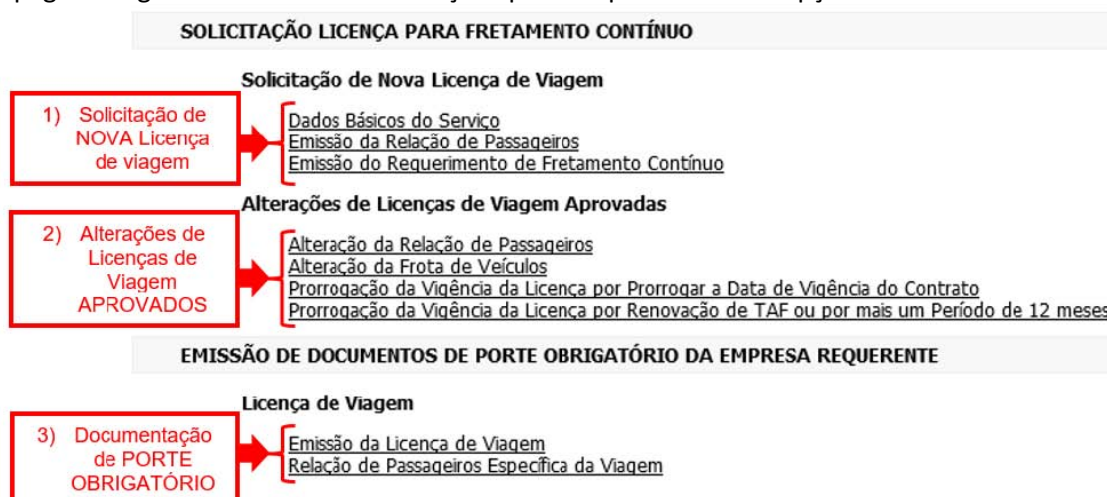 SOLICITAÇÃO LICENÇA PARA FRETAMENTO CONTÍNUO
Solicitação de Nova Licença de Viagem
1) Solicitação de
NOVA Licença
de viagem
Dados Básicos do Serviço
Emissão da Relação de Passageiros
Emissão do Requerimento de Fretamento Contínuo
Alterações de Licenças de Viagem Aprovadas
2) Alterações de
Licenças de
Viagem
APROVADOS
Alteração da Relação de Passageiros
Alteração da Frota de Veículos
Prorrogação da Vigência da Licença por Prorrogar a Data de Vigência do Contrato
Prorrogação da Vigência da Licença por Renovação de TAF ou por mais um Período de 12 meses
EMISSÃO DE DOCUMENTOS DE PORTE OBRIGATÓRIO DA EMPRESA REQUERENTE
Licença de Viagem
3) Documentação
de PORTE
OBRIGATÓRIO
Emissão da Licença de Viagem
Relação de Passageiros Específica da Viagem